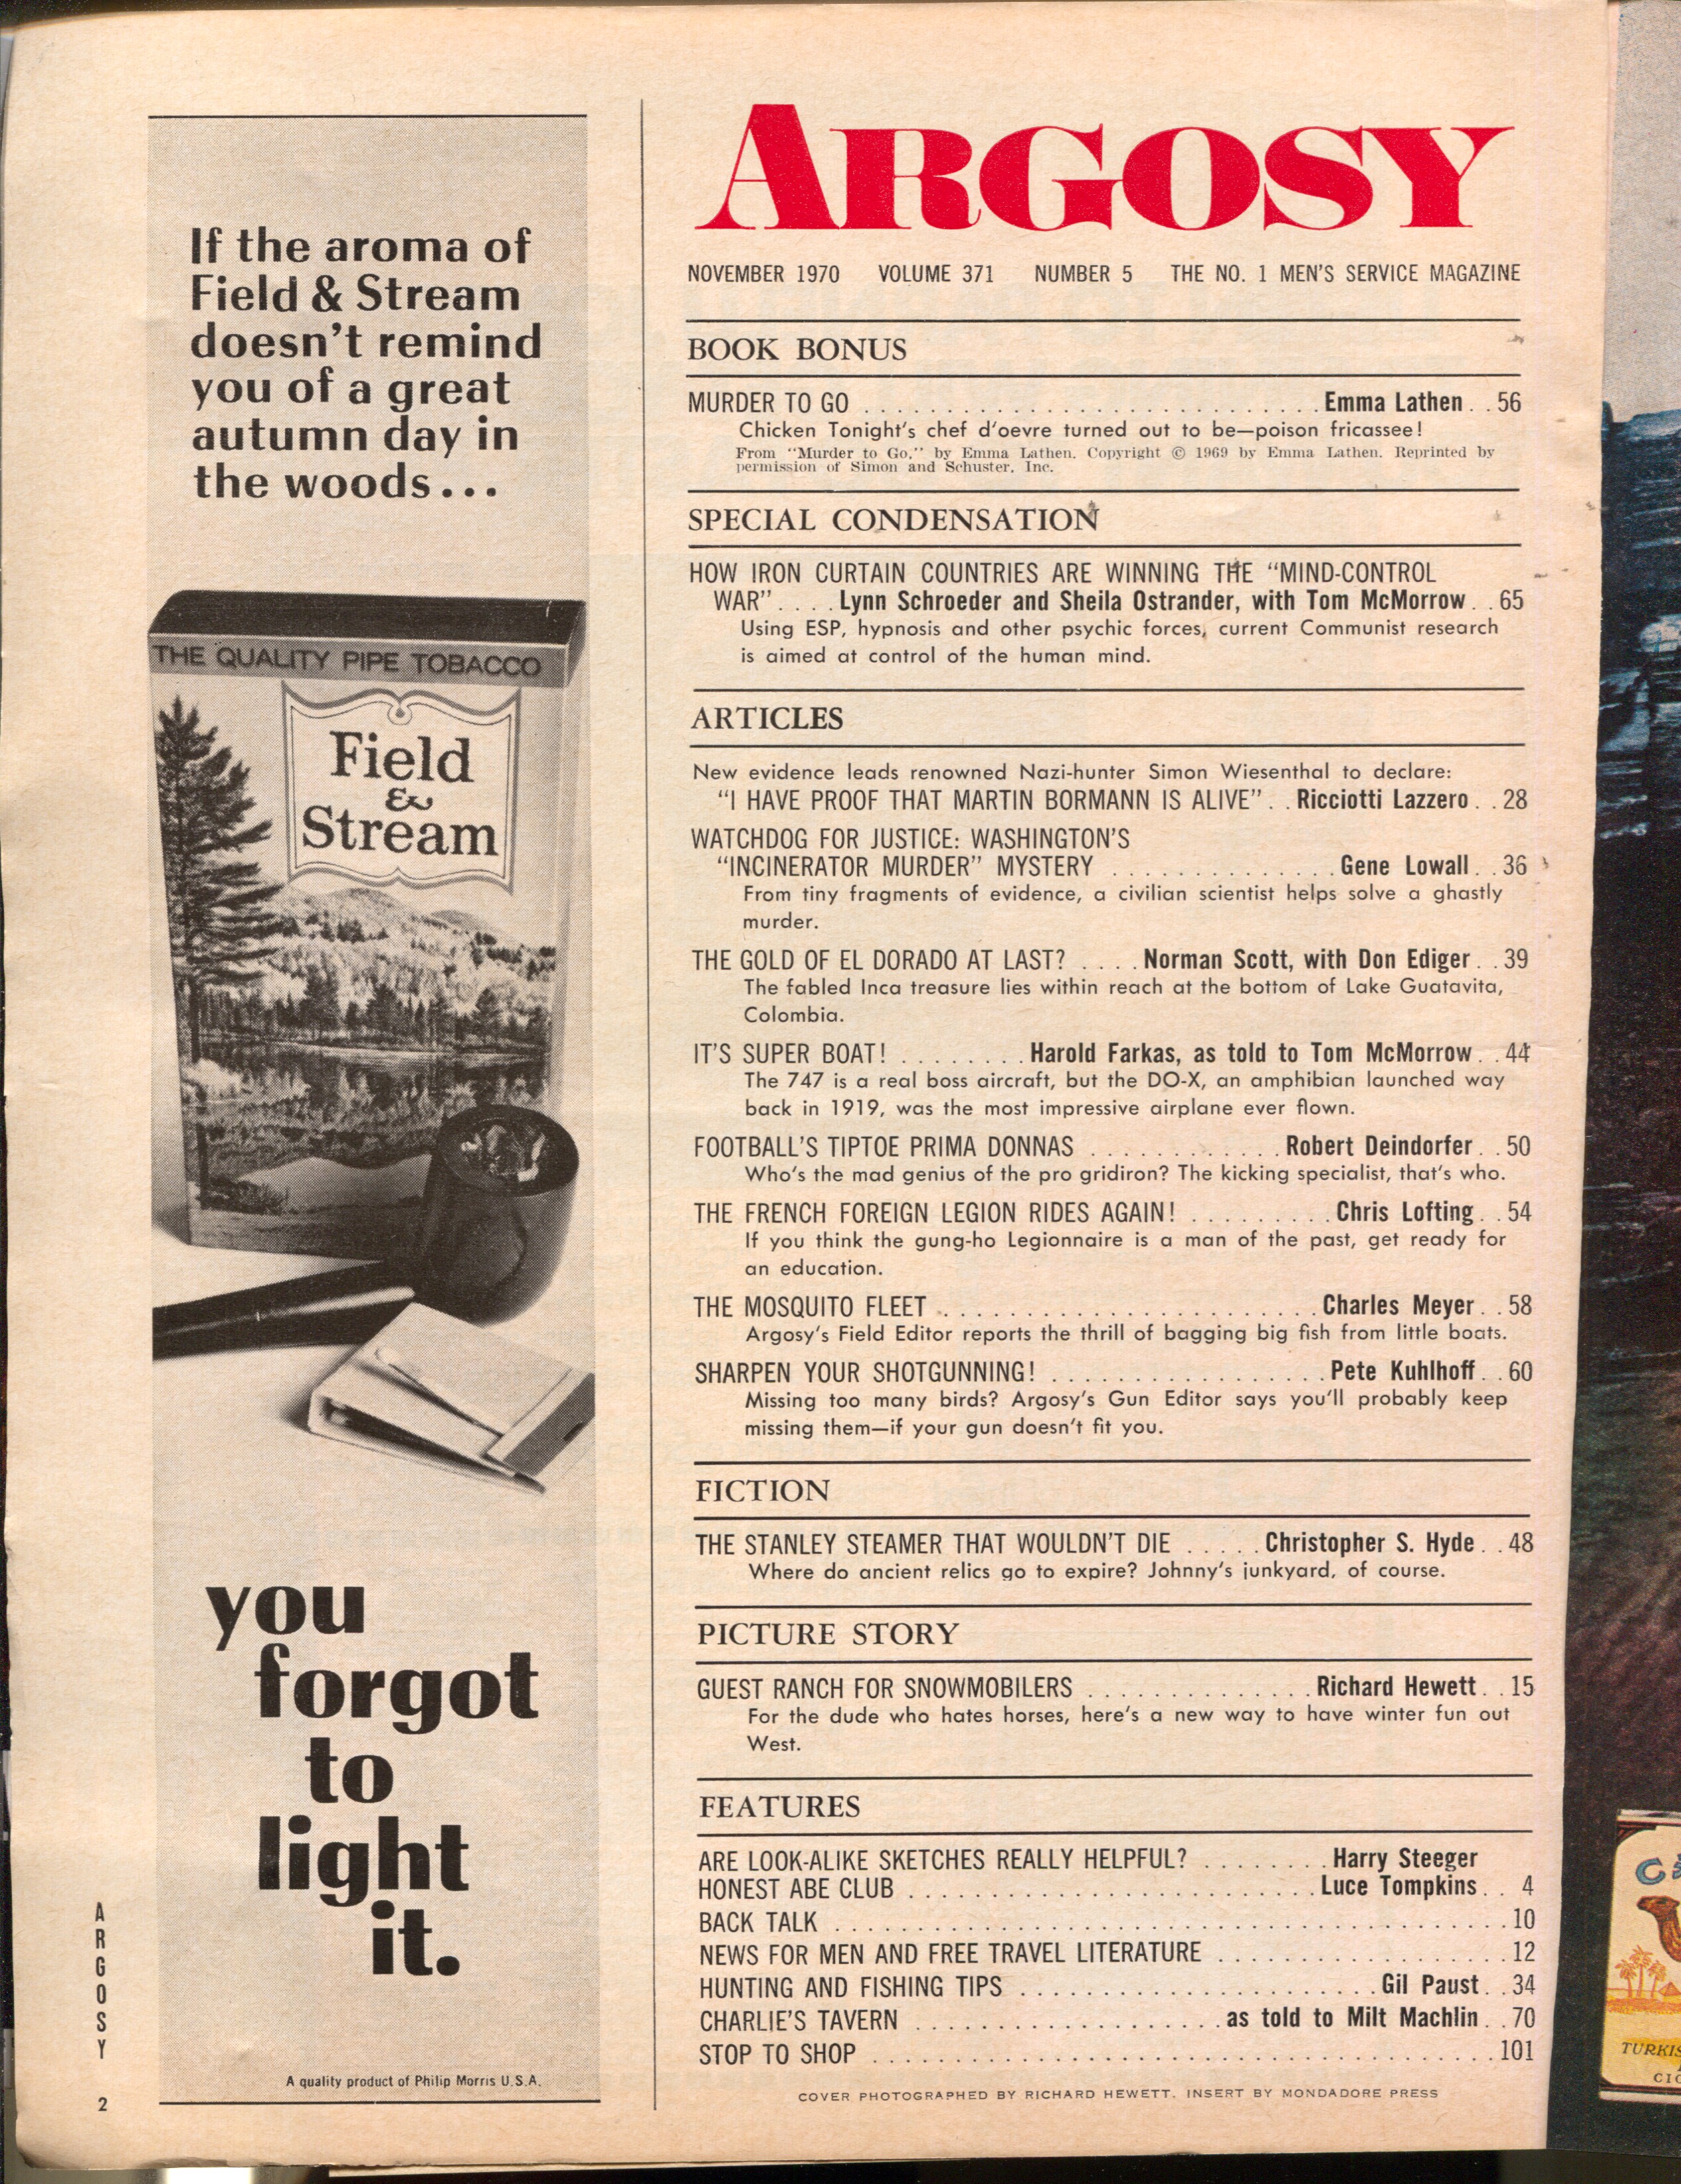 If the aroma of
Field & Stream
doesn't remind
you of a great
autumn day in
the woods...
THE QUALITY PIPE TOBACCO
Field
&
Stream
you
forgot
to
light
it.
A quality product of Philip Morris U.S.A.
ARGOSY
2
ARGOSY
NOVEMBER 1970 VOLUME 371 NUMBER 5 THE NO. 1 MEN'S SERVICE MAGAZINE
BOOK BONUS
MURDER TO GO . . . . . . . . . . . . . . . . . . . . . . . . . . . . Emma Lathen . . 56
Chicken Tonight's chef d'oevre turned out to be—poison fricassee!
From "Murder to Go," by Emma Lathen. Copyright © 1969 by Emma Lathen. Reprinted by
permission of Simon and Schuster, Inc.
SPECIAL CONDENSATION
HOW IRON CURTAIN COUNTRIES ARE WINNING THE "MIND-CONTROL
WAR" . . . . Lynn Schroeder and Sheila Ostrander, with Tom McMorrow . . 65
Using ESP, hypnosis and other psychic forces, current Communist research
is aimed at control of the human mind.
ARTICLES
New evidence leads renowned Nazi-hunter Simon Wiesenthal to declare:
"I HAVE PROOF THAT MARTIN BORMANN IS ALIVE" . . Ricciotti Lazzero . . 28
WATCHDOG FOR JUSTICE: WASHINGTON'S
"INCINERATOR MURDER" MYSTERY . . . . . . . . . . . . . . Gene Lowall . . 36
From tiny fragments of evidence, a civilian scientist helps solve a ghastly
murder.
THE GOLD OF EL DORADO AT LAST? . . . . Norman Scott, with Don Ediger . . 39
The fabled Inca treasure lies within reach at the bottom of Lake Guatavita,
Colombia.
IT'S SUPER BOAT! . . . . . . . . Harold Farkas, as told to Tom McMorrow . . 44
The 747 is a real boss aircraft, but the DO-X, an amphibian launched way
back in 1919, was the most impressive airplane ever flown.
FOOTBALL'S TIPTOE PRIMA DONNAS . . . . . . . . . . . . Robert Deindorfer . . 50
Who's the mad genius of the pro gridiron? The kicking specialist, that's who.
THE FRENCH FOREIGN LEGION RIDES AGAIN! . . . . . . . . . Chris Lofting . . 54
If you think the gung-ho Legionnaire is a man of the past, get ready for
an education.
THE MOSQUITO FLEET . . . . . . . . . . . . . . . . . . . . . . . Charles Meyer . . 58
Argosy's Field Editor reports the thrill of bagging big fish from little boats.
SHARPEN YOUR SHOTGUNNING! . . . . . . . . . . . . . . . . . Pete Kuhlhoff . . 60
Missing too many birds? Argosy's Gun Editor says you'll probably keep
missing them—if your gun doesn't fit you.
FICTION
THE STANLEY STEAMER THAT WOULDN'T DIE . . . . . Christopher S. Hyde . . 48
Where do ancient relics go to expire? Johnny's junkyard, of course.
PICTURE STORY
GUEST RANCH FOR SNOWMOBILERS . . . . . . . . . . . . . . Richard Hewett . . 15
For the dude who hates horses, here's a new way to have winter fun out
West.
FEATURES
ARE LOOK-ALIKE SKETCHES REALLY HELPFUL? . . . . . . . . Harry Steeger
HONEST ABE CLUB . . . . . . . . . . . . . . . . . . . . . . . . . Luce Tompkins . . 4
BACK TALK . . . . . . . . . . . . . . . . . . . . . . . . . . . . . . . . . . . . . . . . . 10
NEWS FOR MEN AND FREE TRAVEL LITERATURE . . . . . . . . . . . . . . . . . . 12
HUNTING AND FISHING TIPS . . . . . . . . . . . . . . . . . . . . . . Gil Paust . . 34
CHARLIE'S TAVERN . . . . . . . . . . . . . . . . . . . as told to Milt Machlin . . 70
STOP TO SHOP . . . . . . . . . . . . . . . . . . . . . . . . . . . . . . . . . . . . . . 101
COVER PHOTOGRAPHED BY RICHARD HEWETT. INSERT BY MONDADORE PRESS